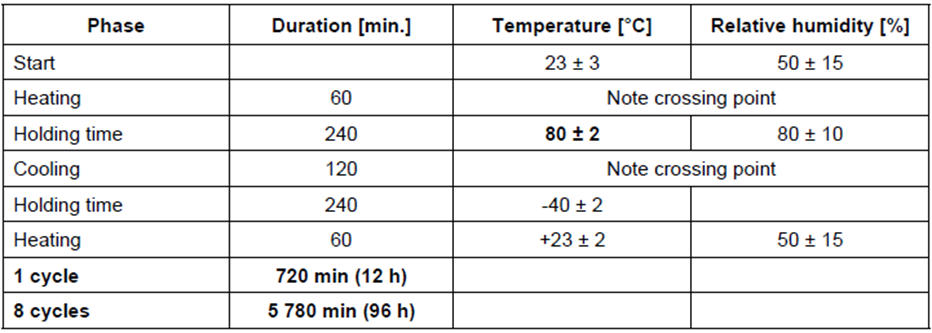 Phase Duration [min.] Temperature [°C] Relative humidity [%]
Start 23 ± 3 50 ± 15
Heating 60 Note crossing point
Holding time 240 80 ± 2 80 ± 10
Cooling 120 Note crossing point
Holding time 240 -40 ± 2
Heating 60 +23 ± 2 50 ± 15
1 cycle 720 min (12 h)
8 cycles 5 780 min (96 h)